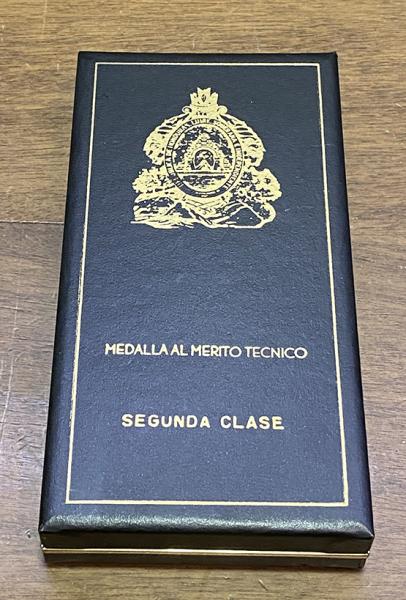 MEDALLA AL MERITO TECNICO
SEGUNDA CLASE